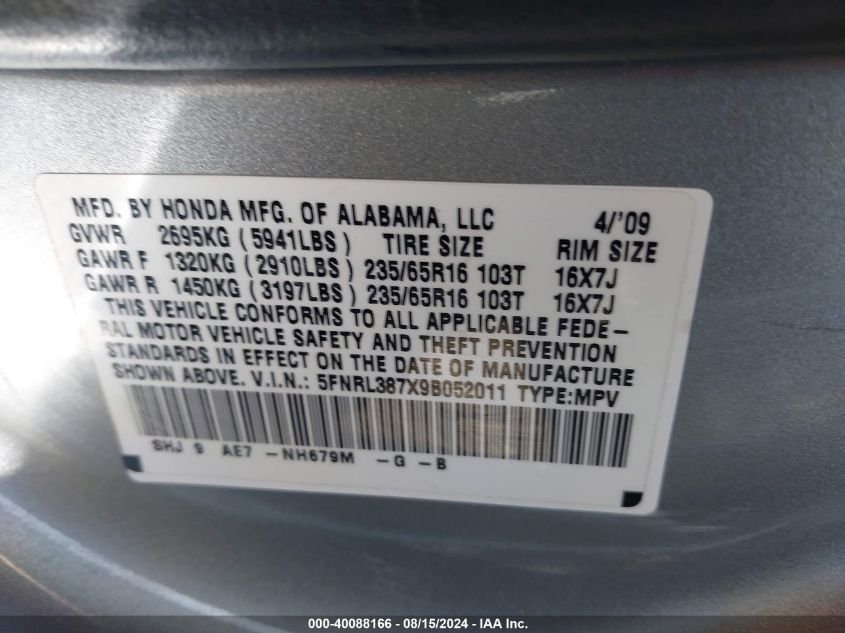 MFD. BY HONDA MFG. OF ALABAMA, LLC 4/'09
GVWR 2695KG (5941LBS) TIRE SIZE RIM SIZE
GAWR F 1320KG (2910LBS) 235/65R16 103T 16X7J
GAWR R 1450KG (3197LBS) 235/65R16 103T 16X7J
THIS VEHICLE CONFORMS TO ALL APPLICABLE FEDE-
RAL MOTOR VEHICLE SAFETY AND THEFT PREVENTION
STANDARDS IN EFFECT ON THE DATE OF MANUFACTURE
SHOWN ABOVE. V.I.N.: 5FNRL387X9B052011 TYPE:MPV
SHJ 9 AE7 -NH679M -G -B
000-40088166 - 08/15/2024 - IAA Inc.